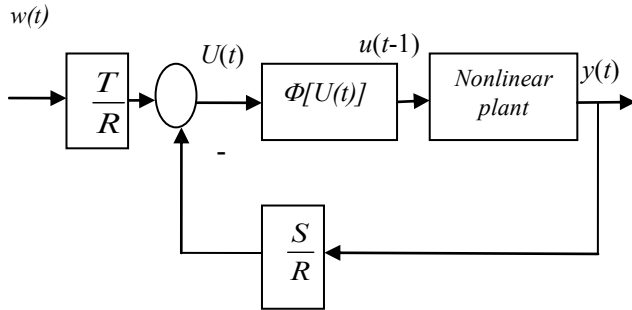 w(t)
T
R
U(t)
Φ[U(t)]
u(t-1)
Nonlinear
plant
y(t)
-
S
R